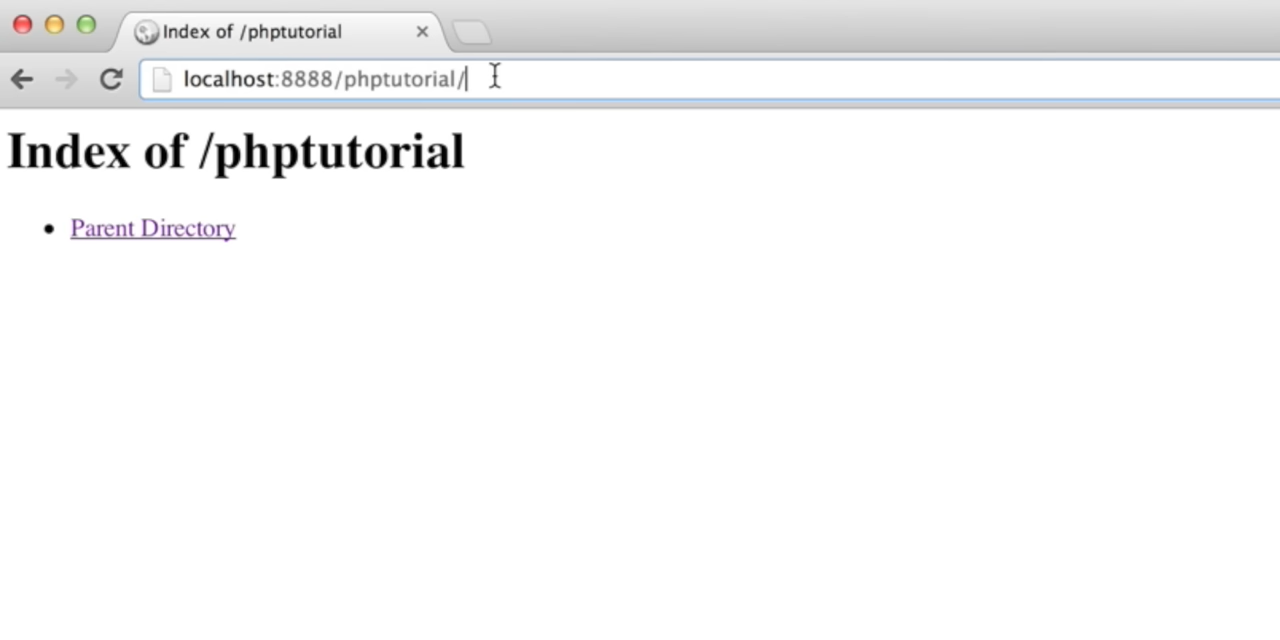 Index of /phptutorial
localhost:8888/phptutorial/
Index of /phptutorial
Parent Directory